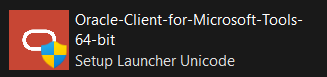 Oracle-Client-for-Microsoft-Tools-
64-bit
Setup Launcher Unicode